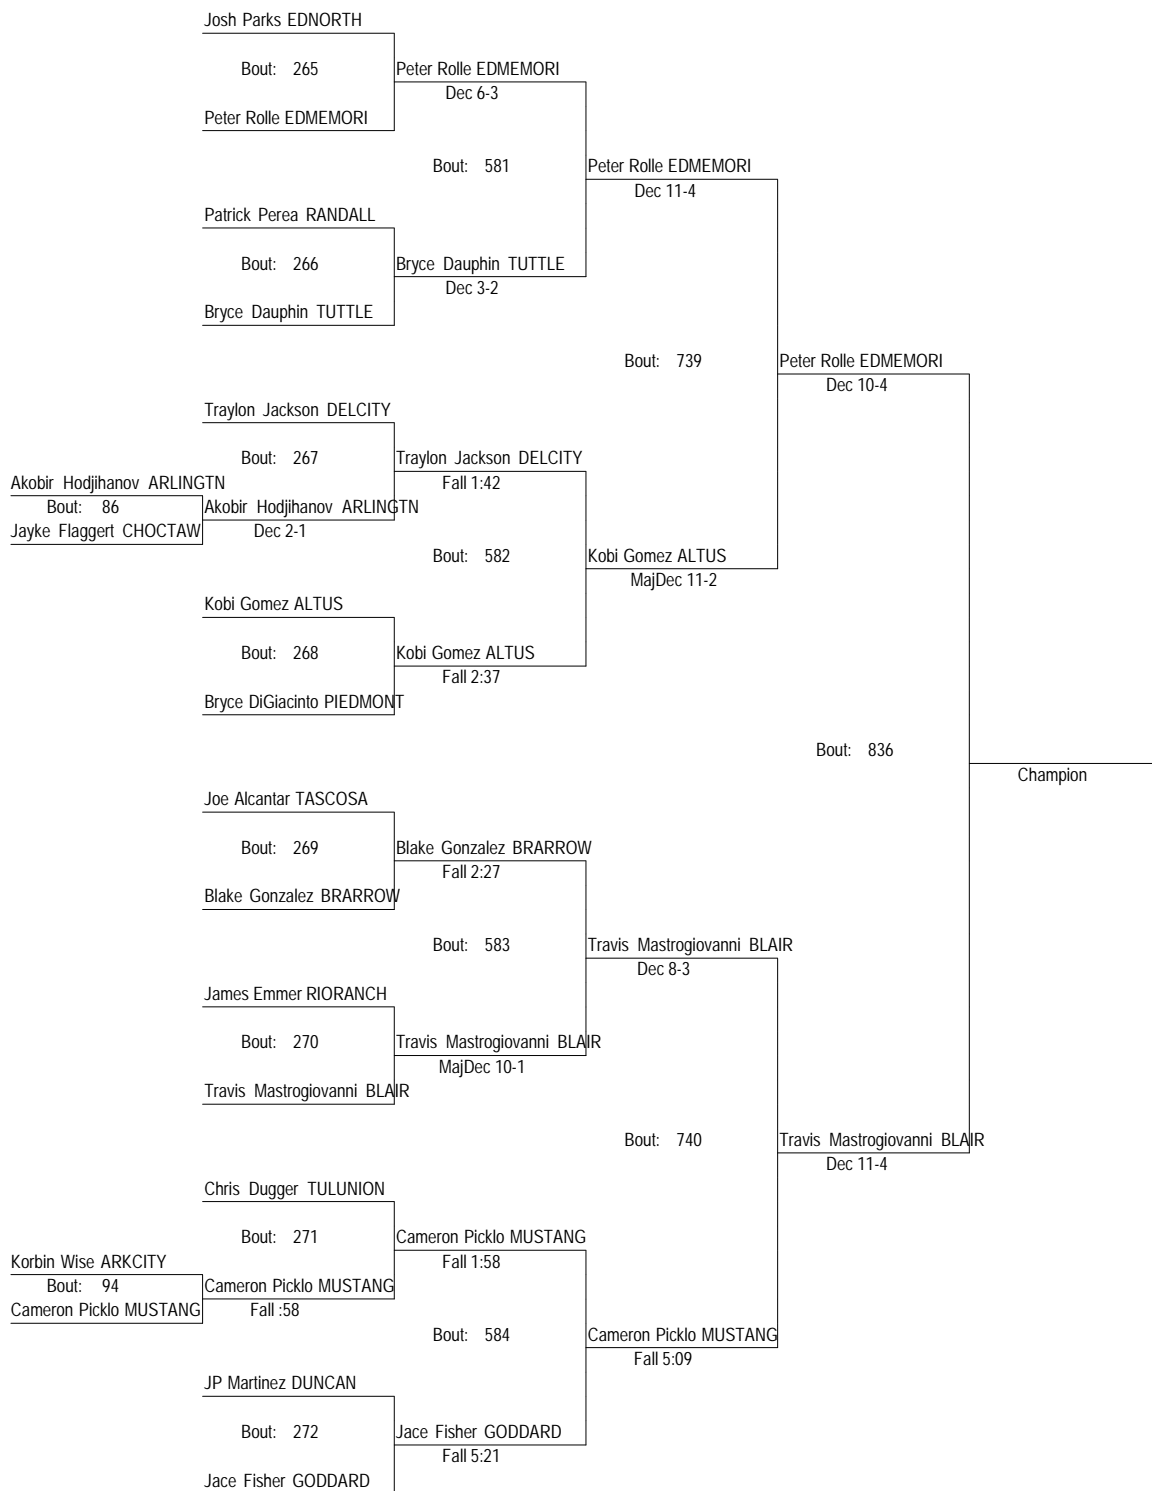 Josh Parks EDNORTH
Bout: 265
Peter Rolle EDMEMORI
Dec 6-3
Peter Rolle EDMEMORI
Bout: 581
Peter Rolle EDMEMORI
Dec 11-4
Patrick Perea RANDALL
Bout: 266
Bryce Dauphin TUTTLE
Dec 3-2
Bryce Dauphin TUTTLE
Bout: 739
Peter Rolle EDMEMORI
Dec 10-4
Traylon Jackson DELCITY
Bout: 267
Traylon Jackson DELCITY
Fall 1:42
Akobir Hodjihanov ARLINGTN
Bout: 86
Akobir Hodjihanov ARLINGTN
Jayke Flaggert CHOCTAW
Dec 2-1
Bout: 582
Kobi Gomez ALTUS
MajDec 11-2
Kobi Gomez ALTUS
Bout: 268
Kobi Gomez ALTUS
Fall 2:37
Bryce DiGiacinto PIEDMONT
Bout: 836
Champion
Joe Alcantar TASCOSA
Bout: 269
Blake Gonzalez BRARROW
Fall 2:27
Blake Gonzalez BRARROW
Bout: 583
Travis Mastrogiovanni BLAIR
Dec 8-3
James Emmer RIORANCH
Bout: 270
Travis Mastrogiovanni BLAIR
MajDec 10-1
Travis Mastrogiovanni BLAIR
Bout: 740
Travis Mastrogiovanni BLAIR
Dec 11-4
Chris Dugger TULUNION
Bout: 271
Cameron Picklo MUSTANG
Fall 1:58
Korbin Wise ARKCITY
Bout: 94
Cameron Picklo MUSTANG
Cameron Picklo MUSTANG
Fall :58
Bout: 584
Cameron Picklo MUSTANG
Fall 5:09
JP Martinez DUNCAN
Bout: 272
Jace Fisher GODDARD
Fall 5:21
Jace Fisher GODDARD